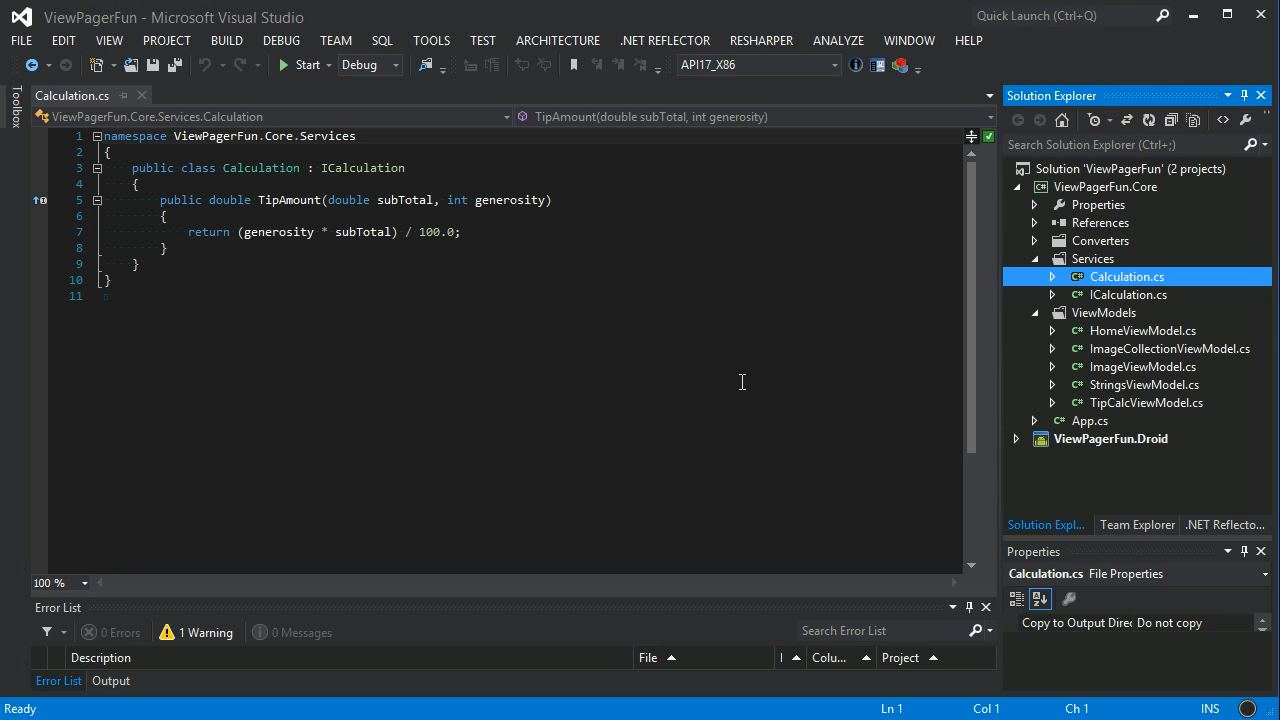 ViewPagerFun - Microsoft Visual Studio
Quick Launch (Ctrl+Q)
FILE EDIT VIEW PROJECT BUILD DEBUG TEAM SQL TOOLS TEST ARCHITECTURE .NET REFLECTOR RESHARPER ANALYZE WINDOW HELP
Start Debug API17_X86
Toolbox
Calculation.cs
ViewPagerFun.Core.Services.Calculation TipAmount(double subTotal, int generosity)
1 namespace ViewPagerFun.Core.Services
2 {
3 public class Calculation : ICalculation
4 {
5 public double TipAmount(double subTotal, int generosity)
6 {
7 return (generosity * subTotal) / 100.0;
8 }
9 }
10 }
11
100 %
Solution Explorer
Search Solution Explorer (Ctrl+;)
Solution 'ViewPagerFun' (2 projects)
ViewPagerFun.Core
Properties
References
Converters
Services
Calculation.cs
ICalculation.cs
ViewModels
HomeViewModel.cs
ImageCollectionViewModel.cs
ImageViewModel.cs
StringsViewModel.cs
TipCalcViewModel.cs
App.cs
ViewPagerFun.Droid
Solution Expl... Team Explorer .NET Reflecto...
Properties
Calculation.cs File Properties
Copy to Output Direc Do not copy
Error List
0 Errors 1 Warning 0 Messages Search Error List
Description File Colu... Project
Error List Output
Ready Ln 1 Col 1 Ch 1 INS